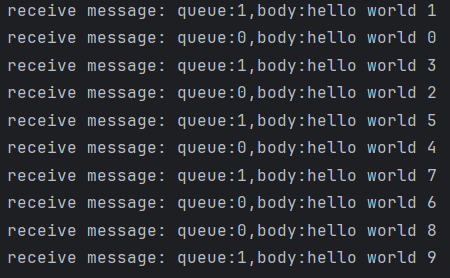 receive message: queue:1,body:hello world 1
receive message: queue:0,body:hello world 0
receive message: queue:1,body:hello world 3
receive message: queue:0,body:hello world 2
receive message: queue:1,body:hello world 5
receive message: queue:0,body:hello world 4
receive message: queue:1,body:hello world 7
receive message: queue:0,body:hello world 6
receive message: queue:0,body:hello world 8
receive message: queue:1,body:hello world 9